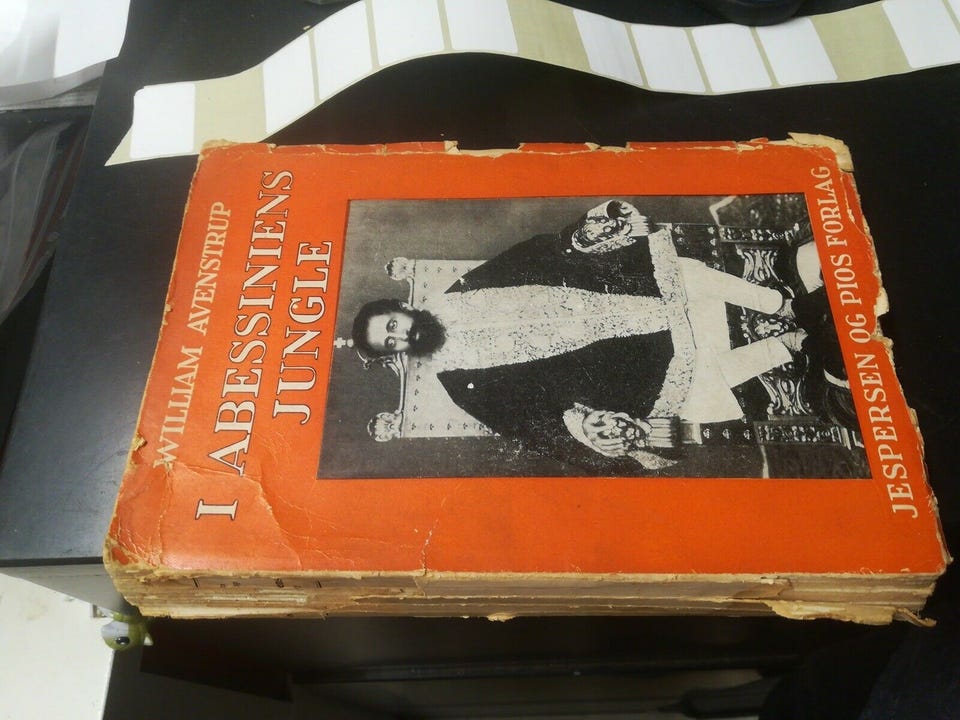 WILLIAM AVENSTRUP
I ABESSINIENS
JUNGLE
JESPERSEN OG PIOS FORLAG